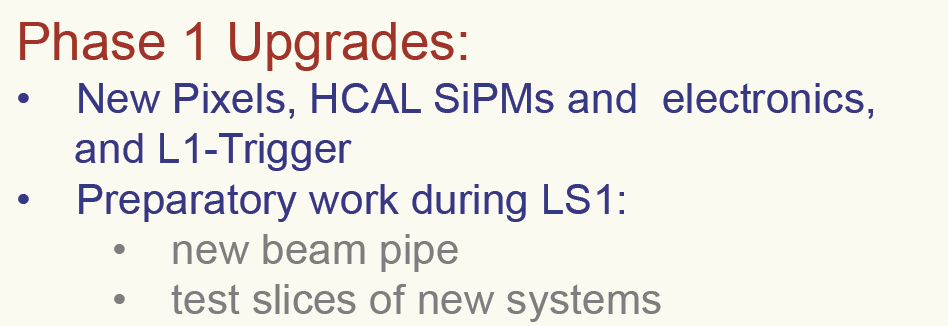 Phase 1 Upgrades:
• New Pixels, HCAL SiPMs and  electronics,
and L1-Trigger
• Preparatory work during LS1:
• new beam pipe
• test slices of new systems